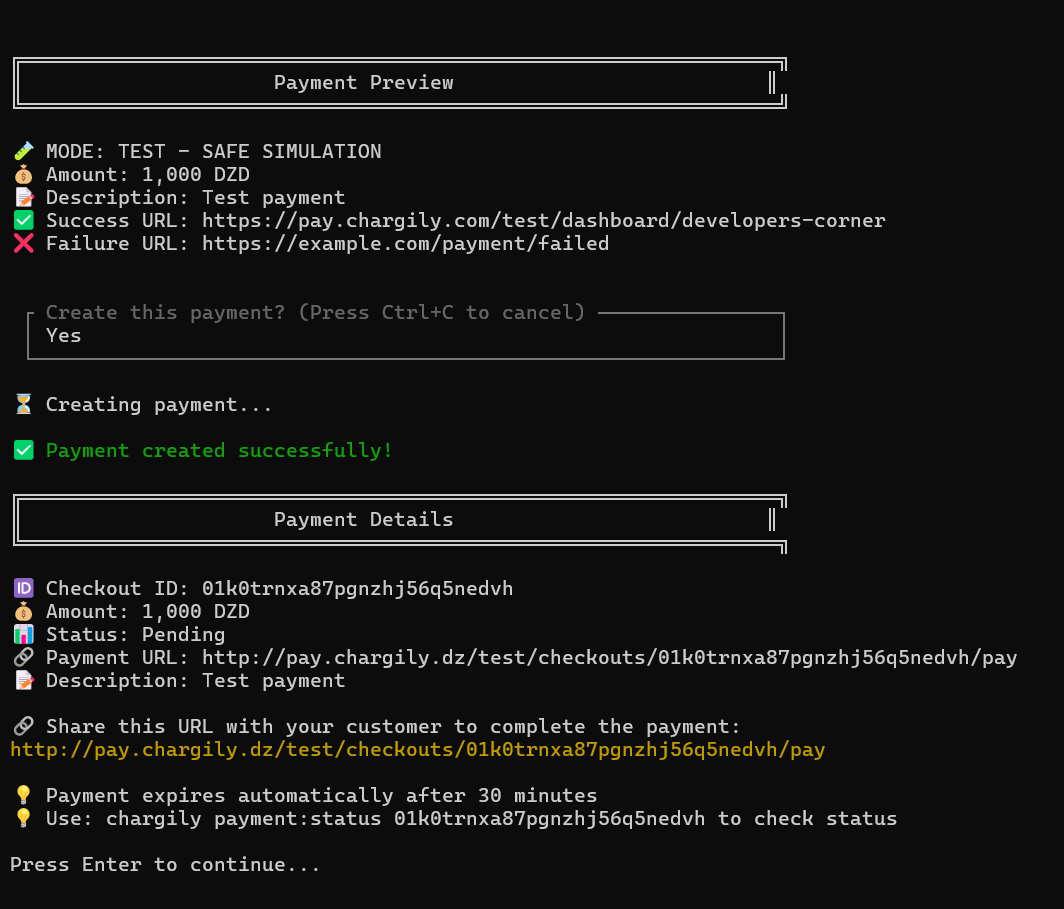 Payment Preview
MODE: TEST - SAFE SIMULATION
Amount: 1,000 DZD
Description: Test payment
Success URL: https://pay.chargily.com/test/dashboard/developers-corner
Failure URL: https://example.com/payment/failed
Create this payment? (Press Ctrl+C to cancel)
Yes
Creating payment...
Payment created successfully!
Payment Details
🆔 Checkout ID: 01k0trnxa87pgnzhj56q5nedvh
Amount: 1,000 DZD
Status: Pending
Payment URL: http://pay.chargily.dz/test/checkouts/01k0trnxa87pgnzhj56q5nedvh/pay
Description: Test payment
Share this URL with your customer to complete the payment:
http://pay.chargily.dz/test/checkouts/01k0trnxa87pgnzhj56q5nedvh/pay
Payment expires automatically after 30 minutes
Use: chargily payment:status 01k0trnxa87pgnzhj56q5nedvh to check status
Press Enter to continue...